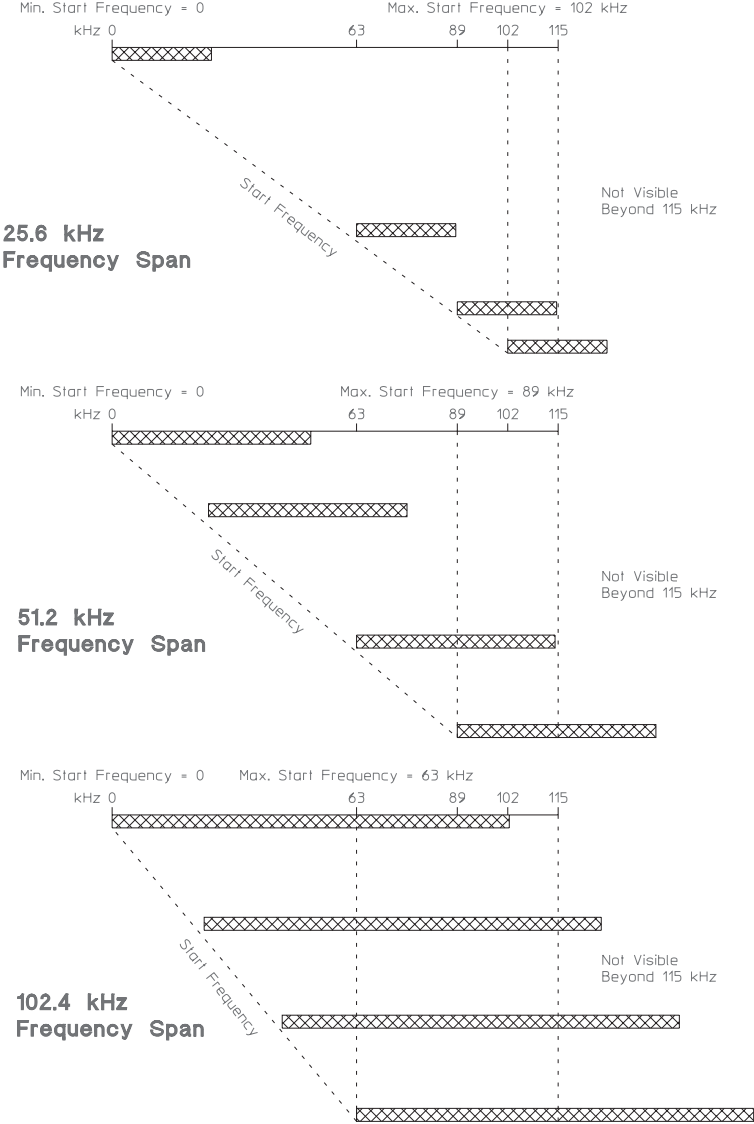 Min. Start Frequency = 0 Max. Start Frequency = 102 kHz
kHz 0 63 89 102 115
Start Frequency
Not Visible
Beyond 115 kHz
25.6 kHz
Frequency Span
Min. Start Frequency = 0 Max. Start Frequency = 89 kHz
kHz 0 63 89 102 115
Start Frequency
Not Visible
Beyond 115 kHz
51.2 kHz
Frequency Span
Min. Start Frequency = 0 Max. Start Frequency = 63 kHz
kHz 0 63 89 102 115
Start Frequency
Not Visible
Beyond 115 kHz
102.4 kHz
Frequency Span